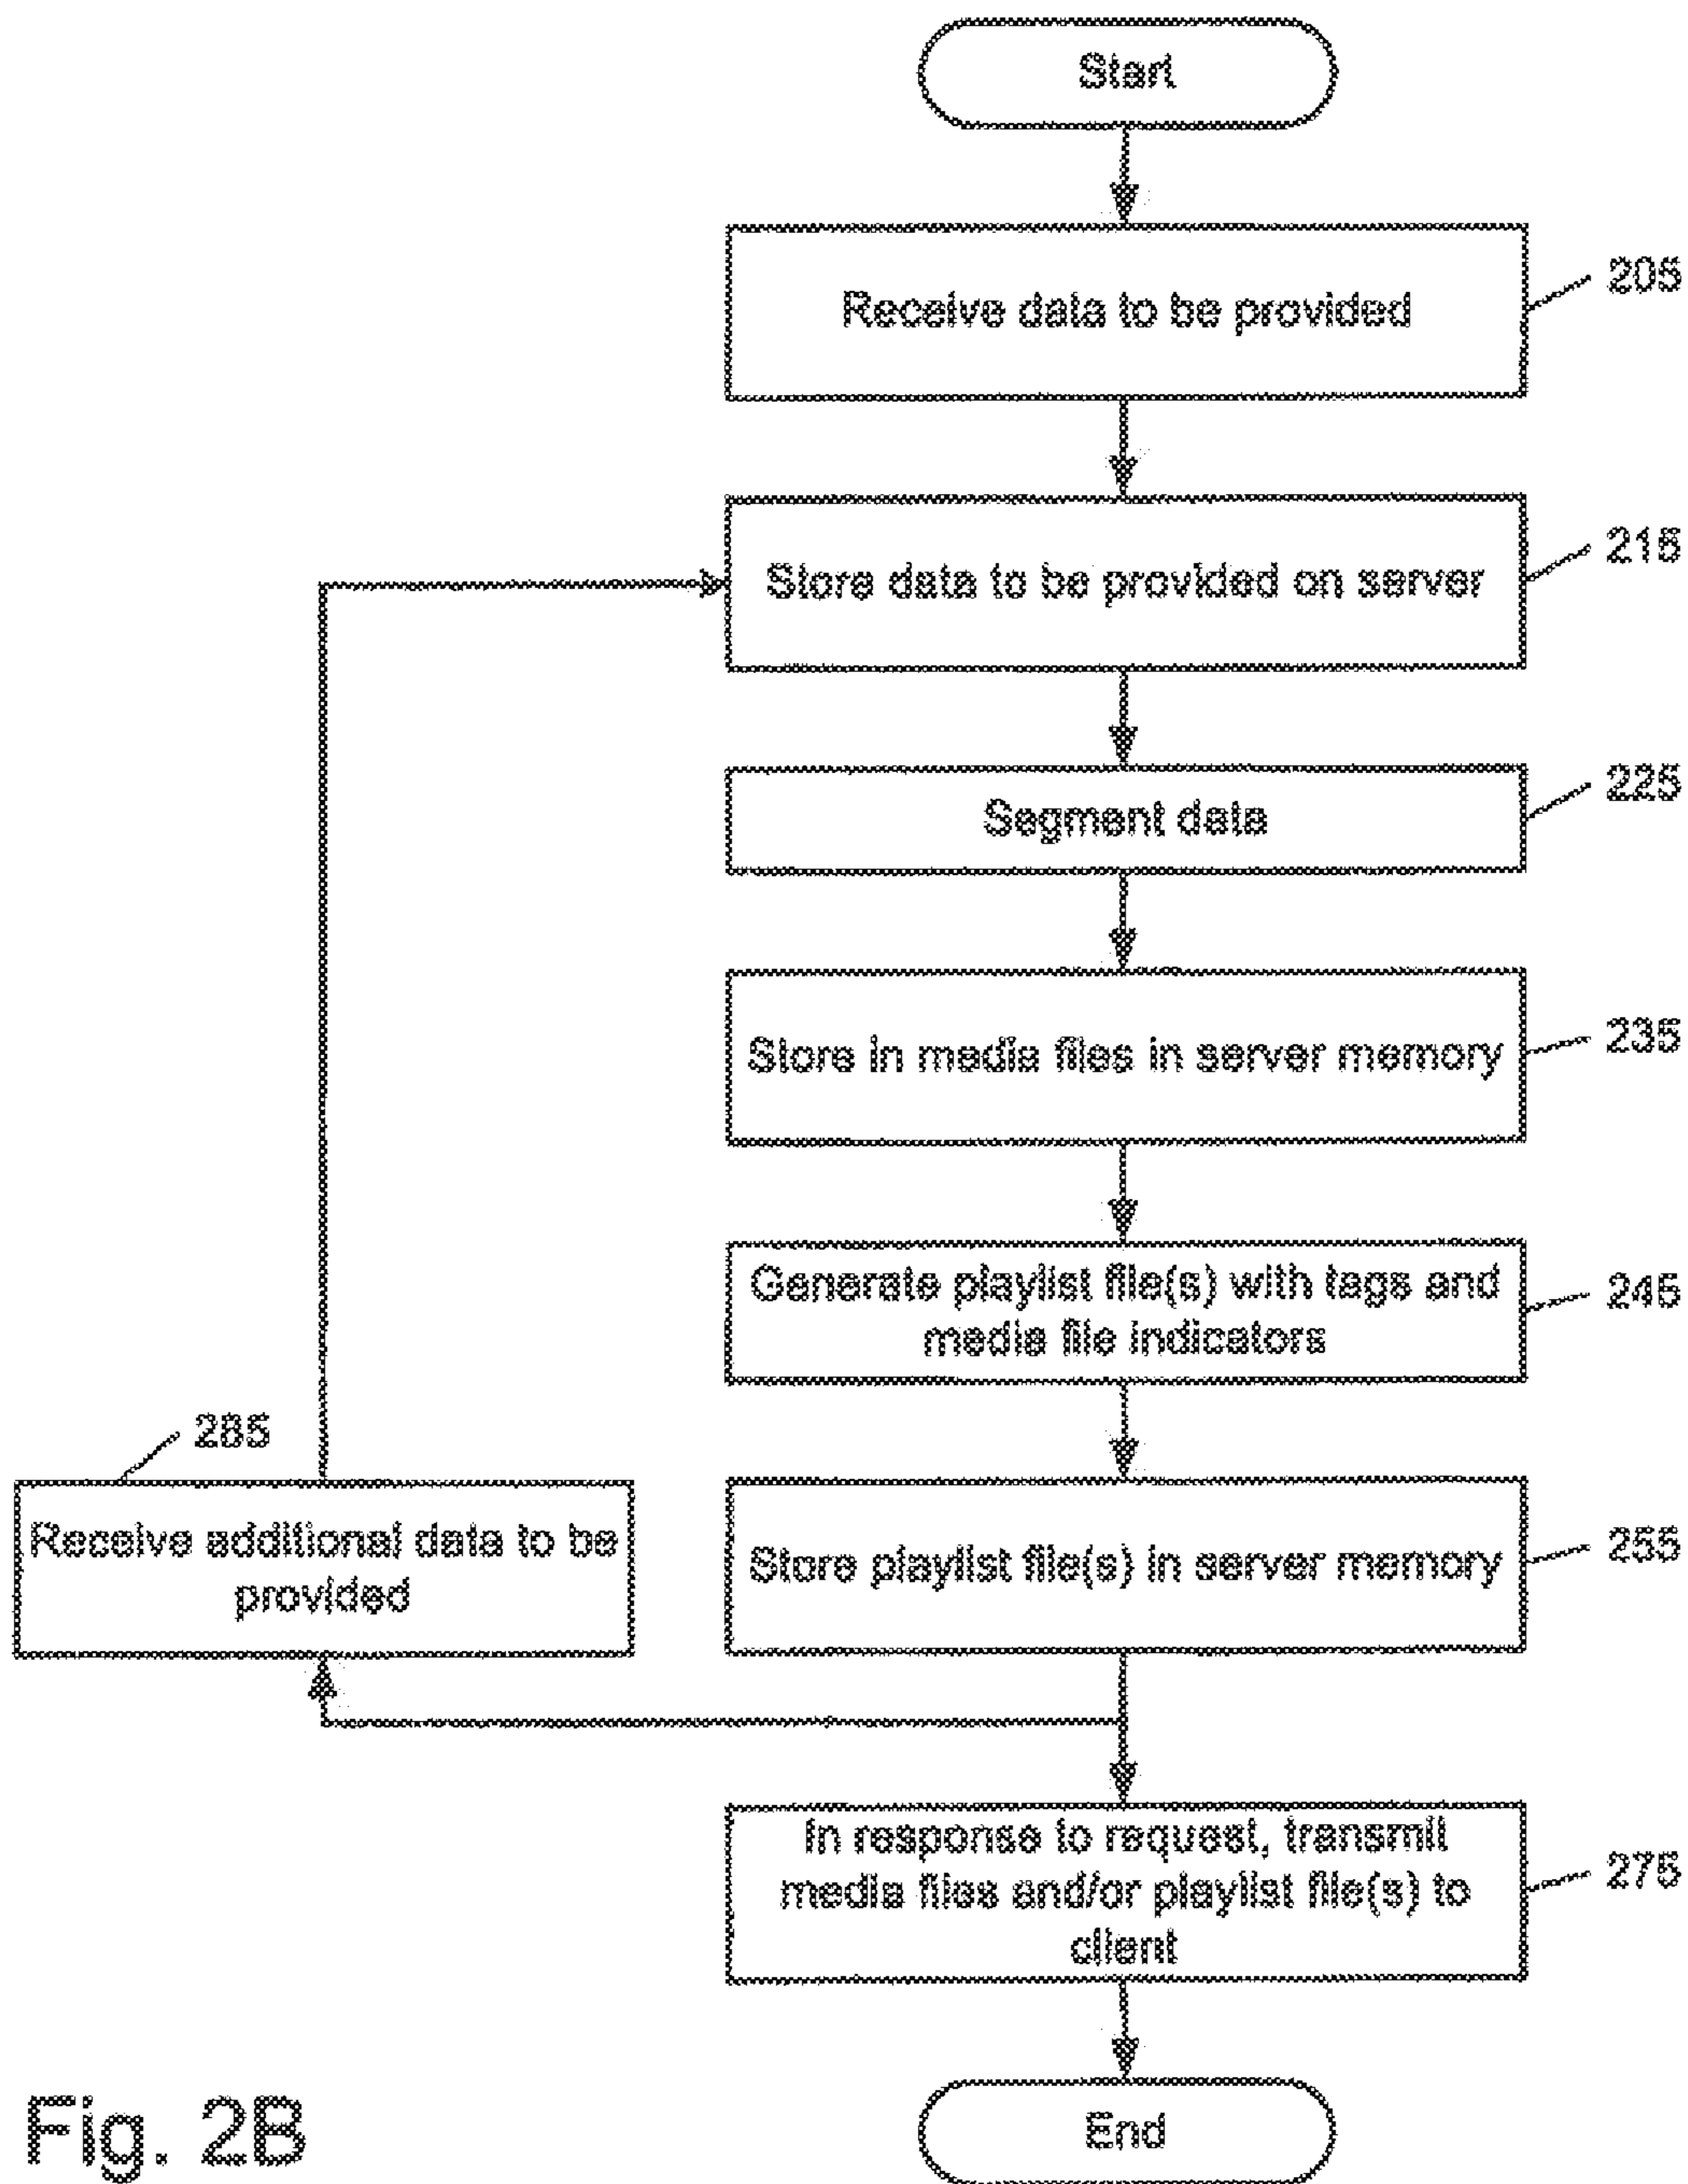 Start
Receive data to be provided
205
Store data to be provided on server
215
Segment data
225
Store in media files in server memory
235
Generate playlist file(s) with tags and
media file indicators
245
285
Receive additional data to be
provided
Store playlist file(s) in server memory
255
In response to request, transmit
media files and/or playlist file(s) to
client
275
End
Fig. 2B